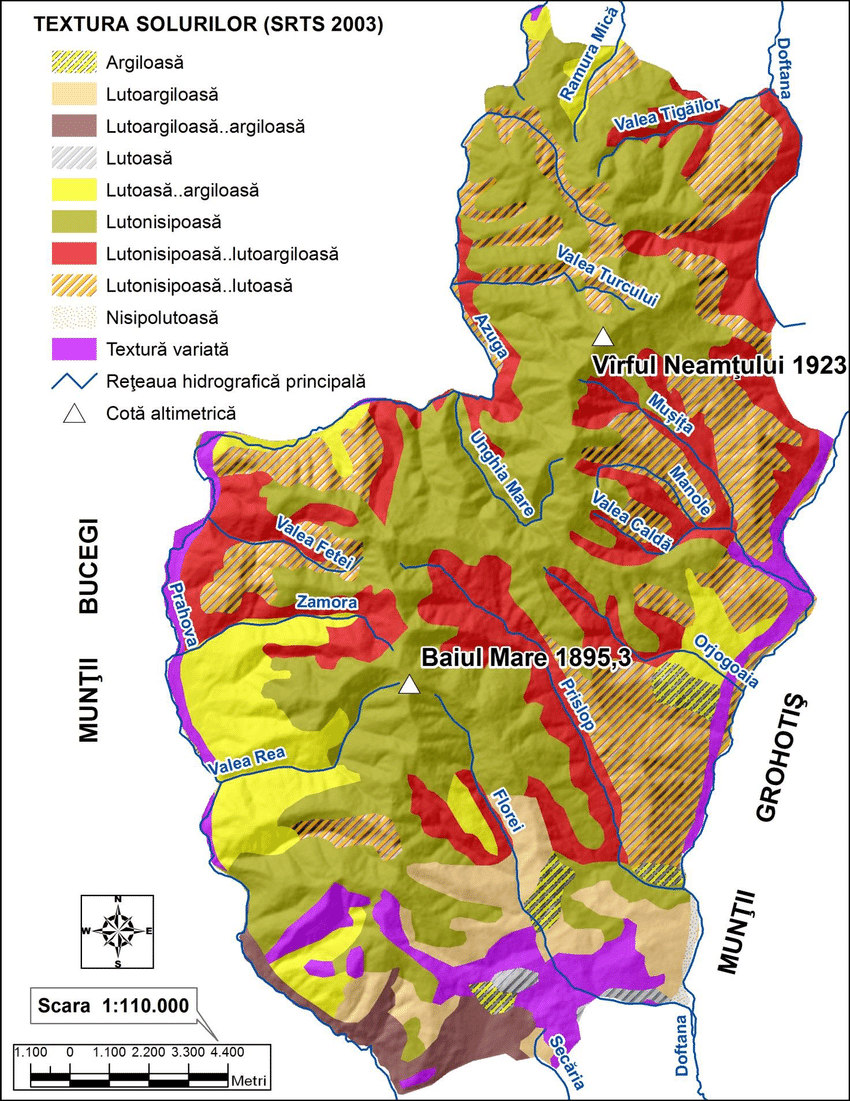 TEXTURA SOLURILOR (SRTS 2003)
Argiloasă
Lutoargiloasă
Lutoargiloasă..argiloasă
Lutoasă
Lutoasă..argiloasă
Lutonisipoasă
Lutonisipoasă..lutoargiloasă
Lutonisipoasă..lutoasă
Nisipolutoasă
Textură variată
Reţeaua hidrografică principală
Cotă altimetrică
Ramura Mică
Doftana
Valea Tigăilor
Valea Turcului
Azuga
Vîrful Neamţului 1923
Muşiţa
Unghia Mare
Manole
Valea Caldă
Valea Fetei
Zamora
Prahova
MUNŢII BUCEGI
Baiul Mare 1895,3
Orjogoaia
Prislop
Valea Rea
Florei
MUNŢII GROHOTIŞ
N
W E
S
Scara 1:110.000
1.100 0 1.100 2.200 3.300 4.400
Metri
Secăria
Doftana